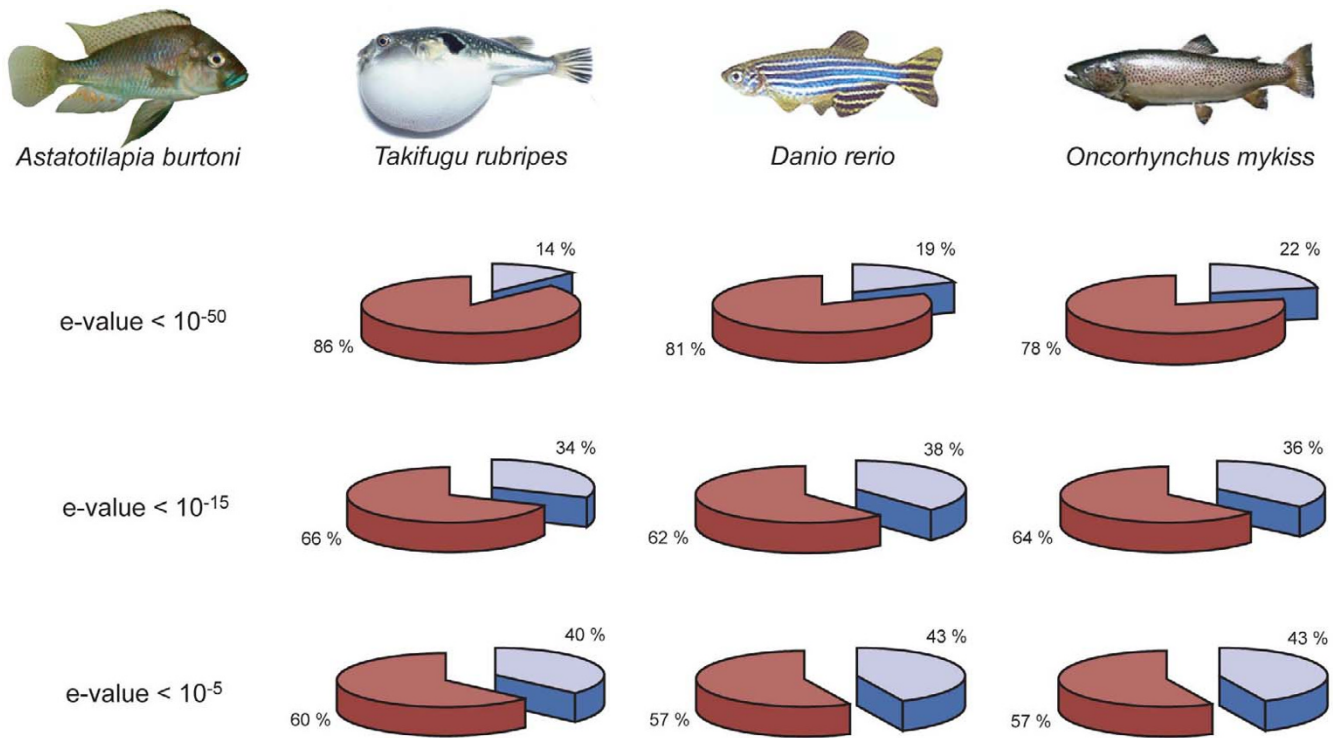 Astatotilapia burtoni
Takifugu rubripes
Danio rerio
Oncorhynchus mykiss
14 %
19 %
22 %
e-value < 10-50
86 %
81 %
78 %
34 %
38 %
36 %
e-value < 10-15
66 %
62 %
64 %
40 %
43 %
43 %
e-value < 10-5
60 %
57 %
57 %